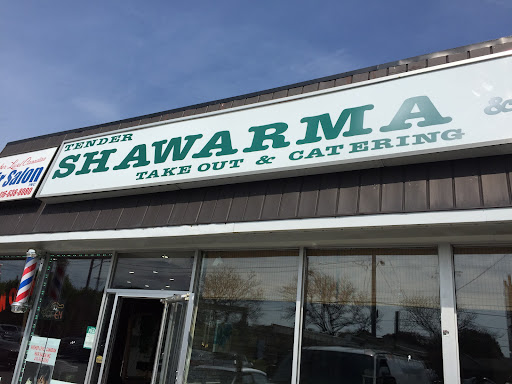 TENDER
SHAWARMA &
TAKE OUT & CATERING
Salon